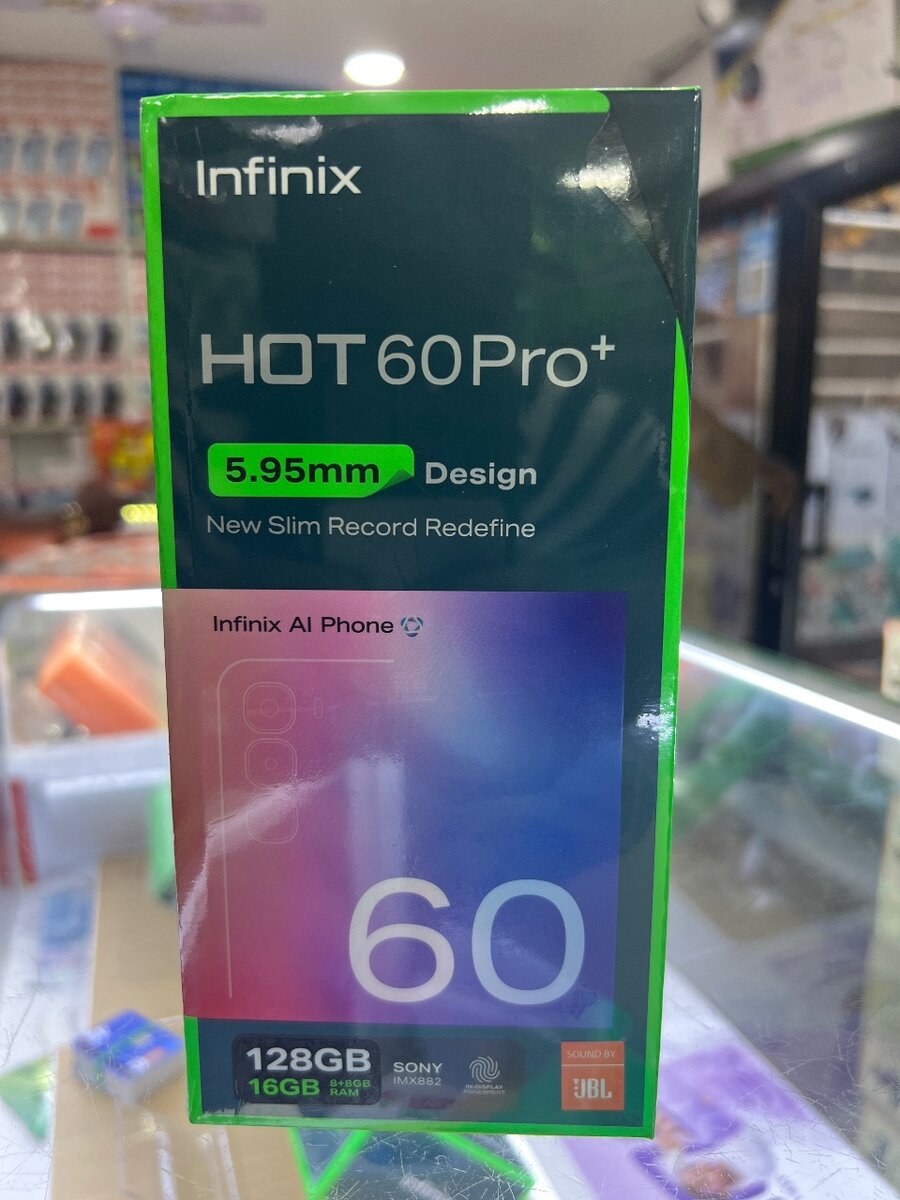 Infinix
HOT 60 Pro+
5.95mm Design
New Slim Record Redefine
Infinix AI Phone
60
128GB
16GB 8+8GB RAM
SONY
IMX882
IN-DISPLAY
FINGERPRINT
SOUND BY
JBL